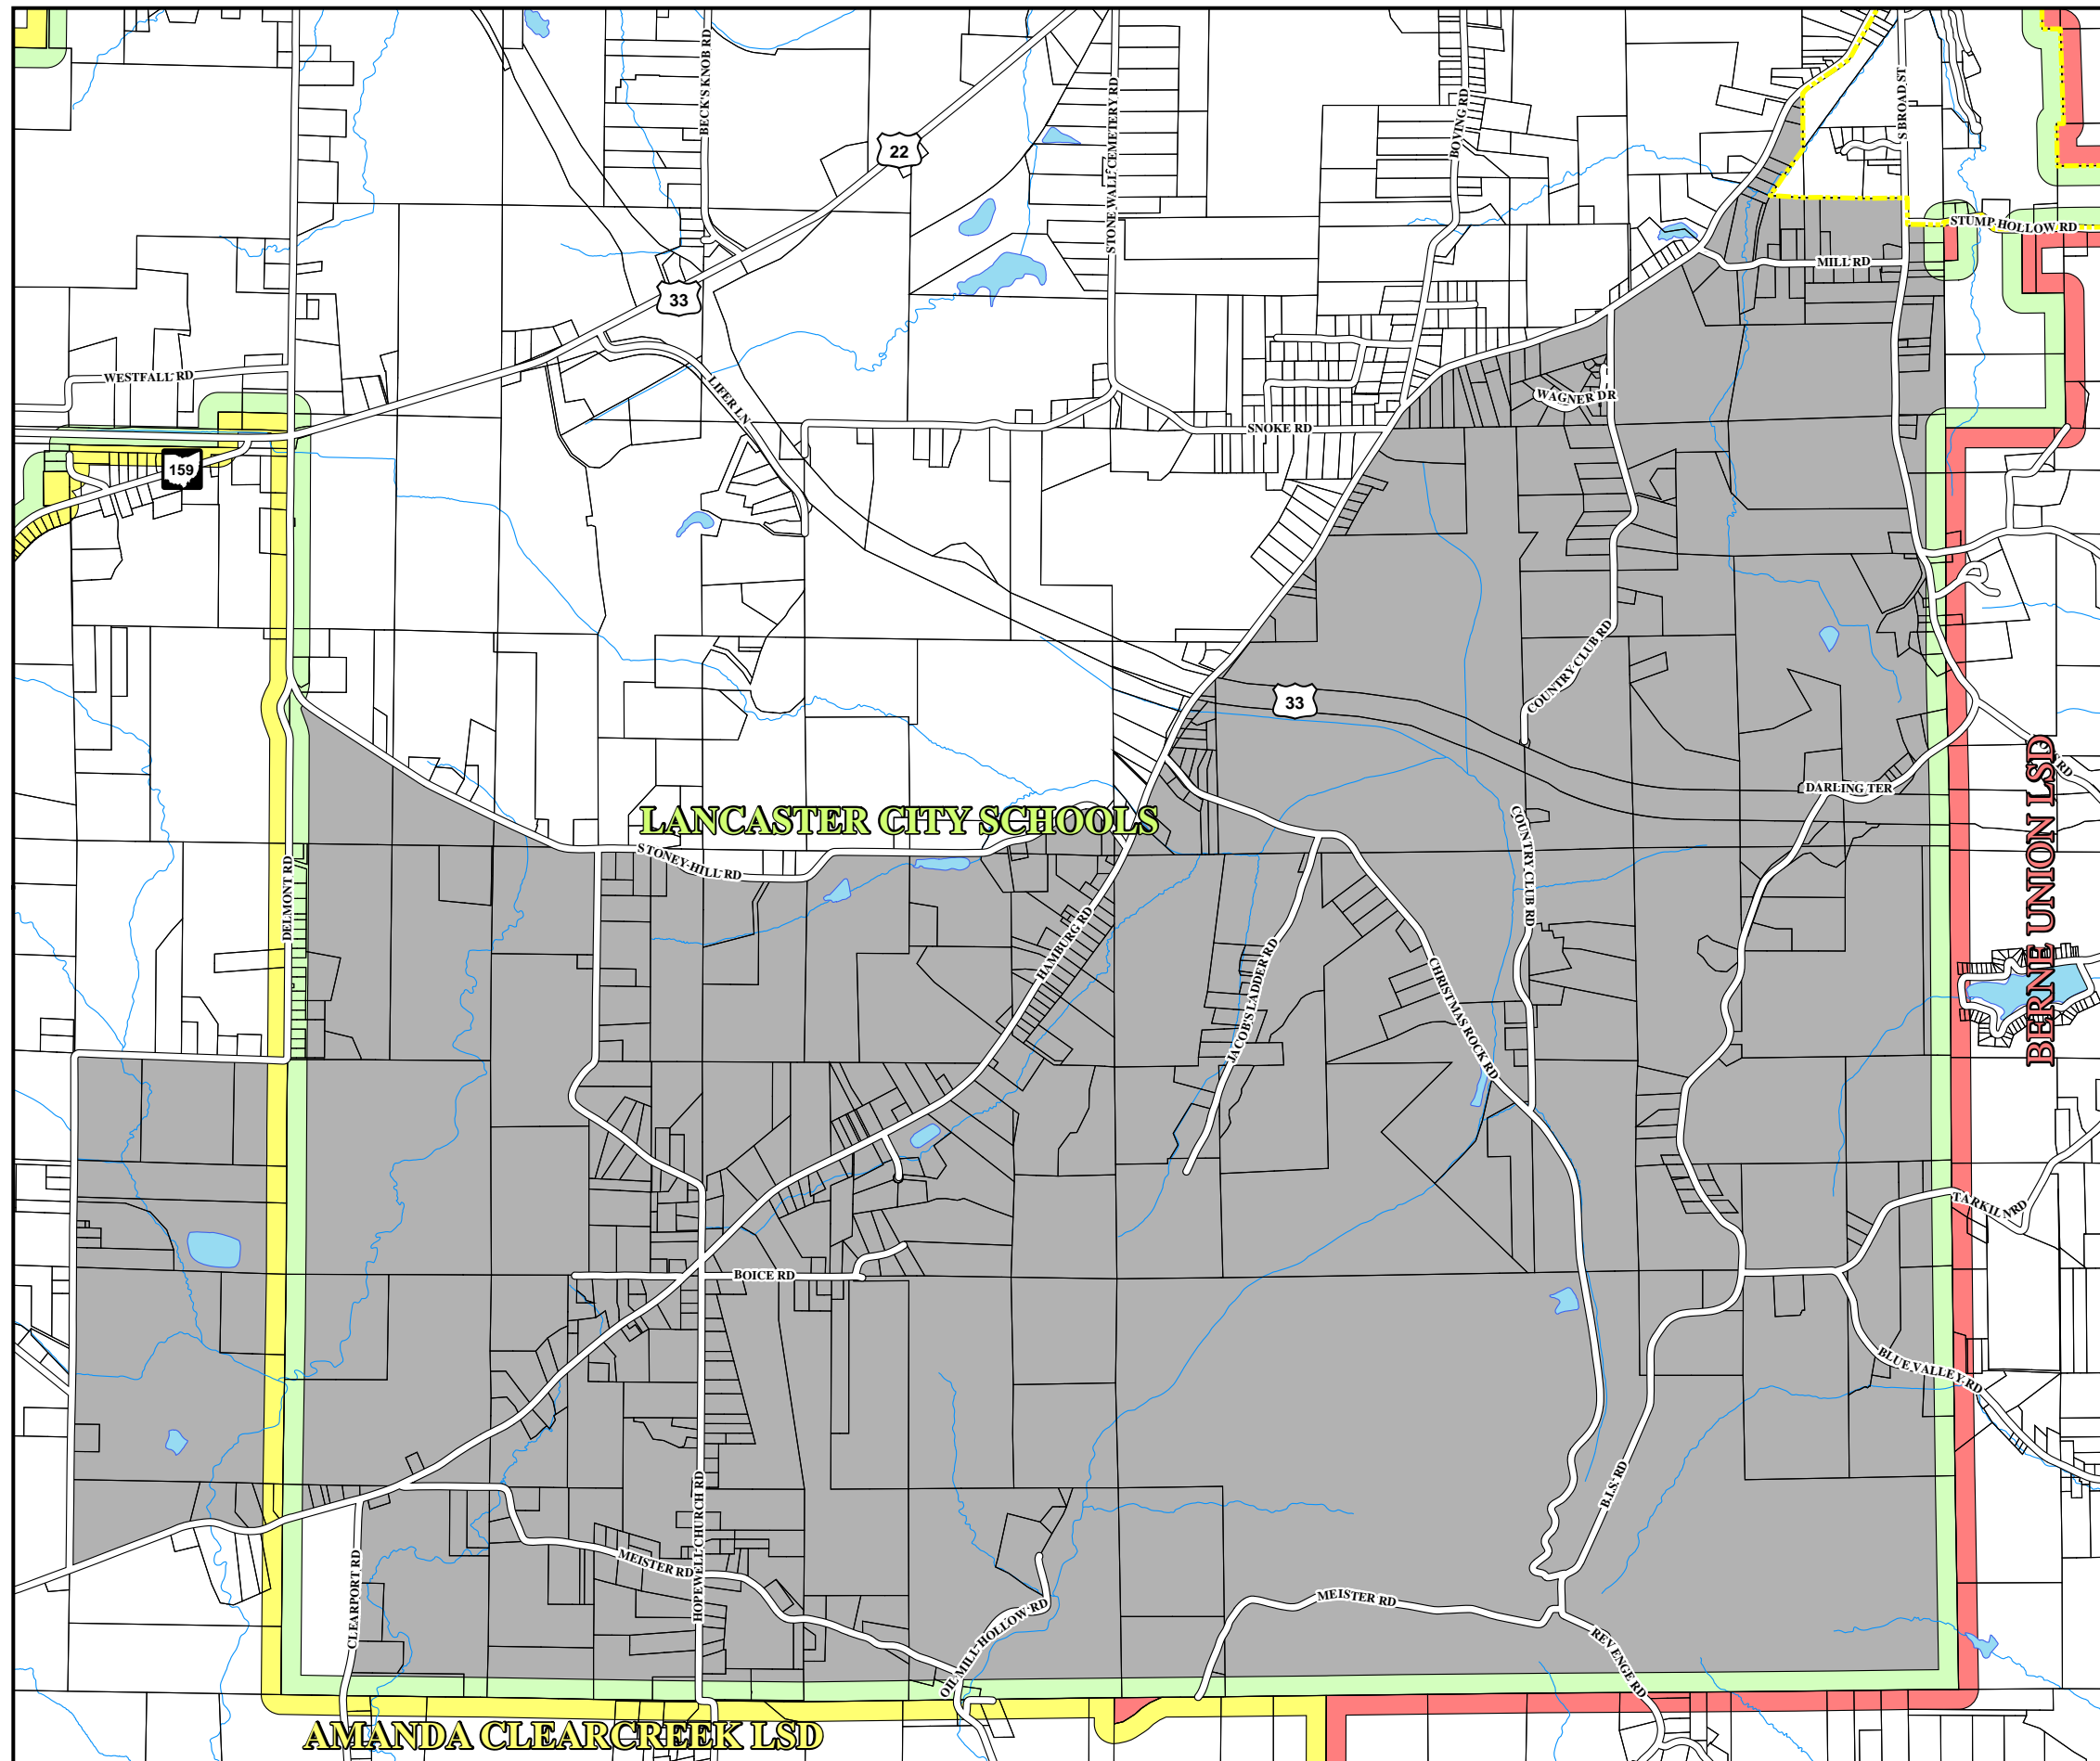 BECK'S KNOB RD
22
STONE WALL CEMETERY RD
BOVING RD
S BROAD ST
STUMP HOLLOW RD
MILL RD
33
WESTFALL RD
LIFER LN
WAGNER DR
SNOKE RD
159
COUNTRY CLUB RD
33
DARLING TER
RD
BERNE UNION LSD
LANCASTER CITY SCHOOLS
STONEY HILL RD
DELMONT RD
HAMBURG RD
JACOB'S LADDER RD
COUNTRY CLUB RD
CHRISTMAS ROCK RD
TARKILN RD
BOICE RD
BLUE VALLEY RD
B.I.S. RD
HOPEWELL CHURCH RD
MEISTER RD
CLEARPORT RD
OIL MILL HOLLOW RD
MEISTER RD
REVENGE RD
AMANDA CLEARCREEK LSD